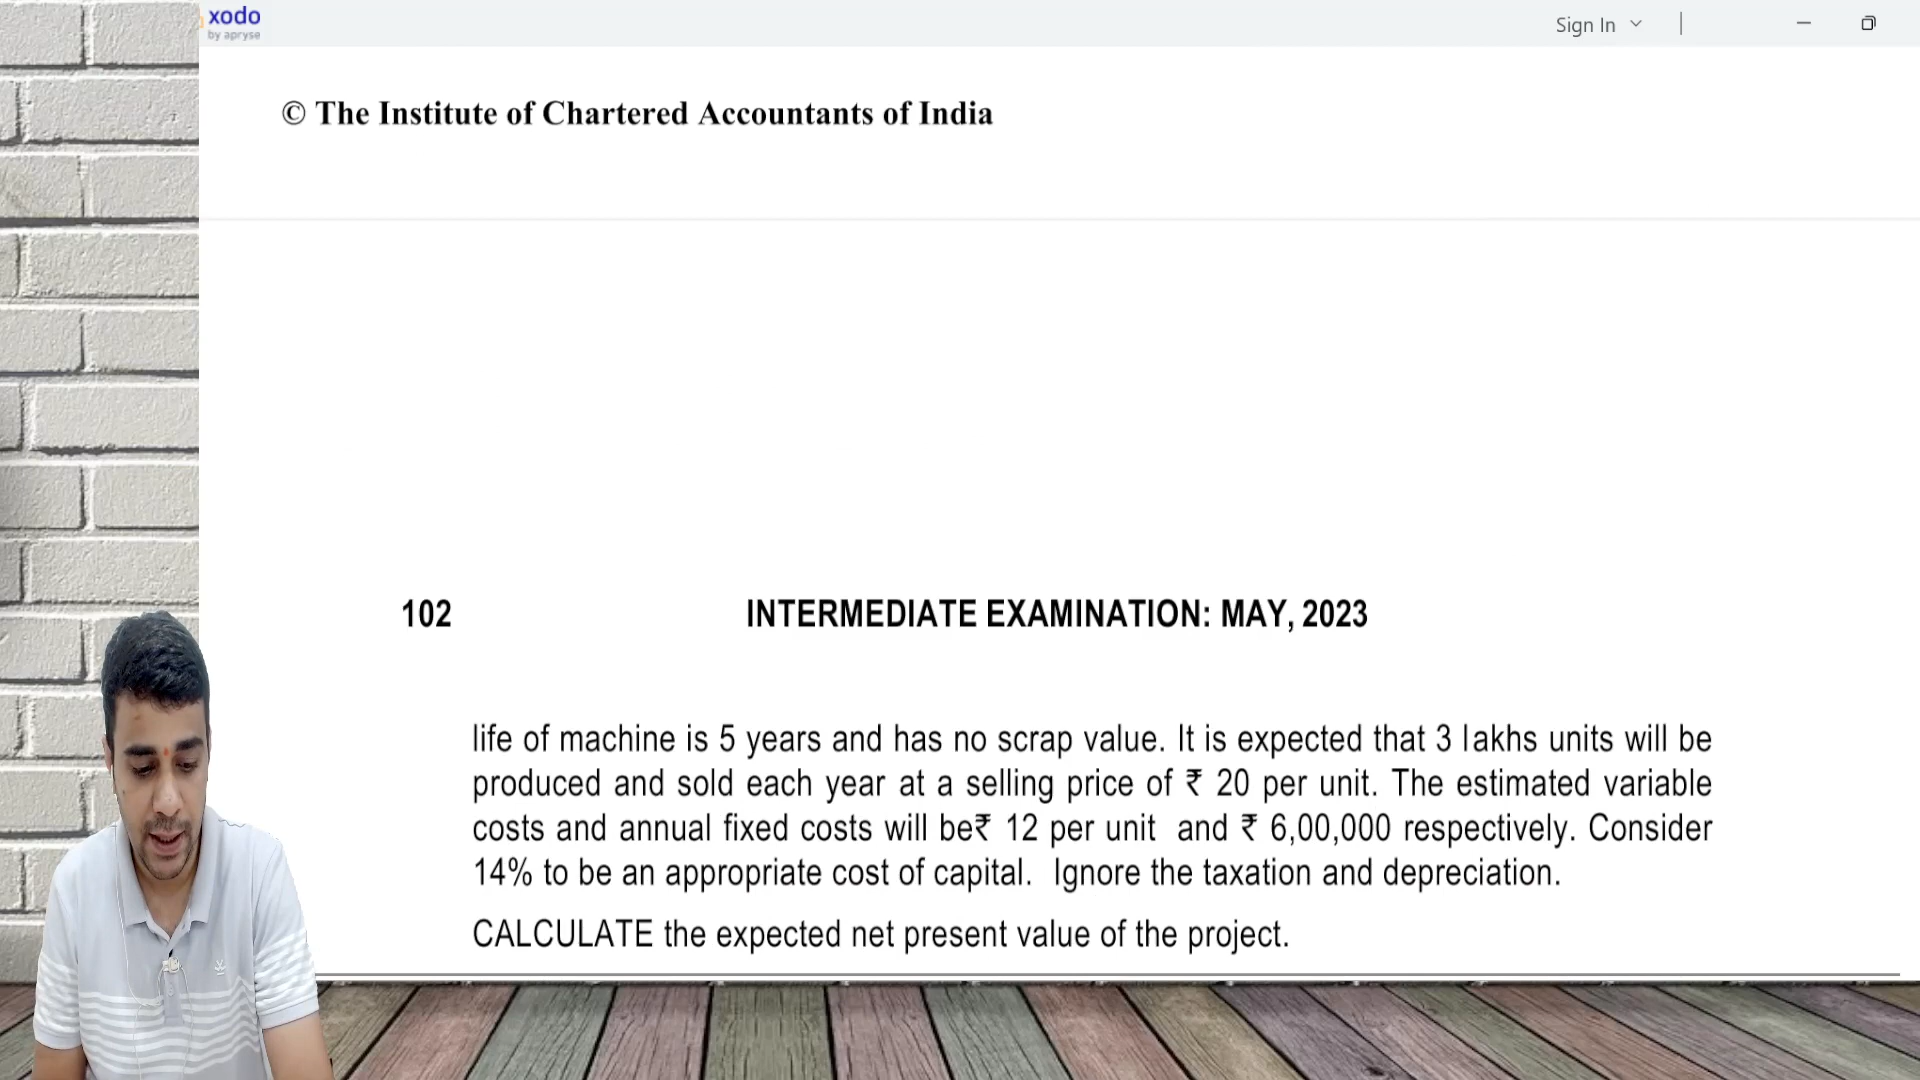 xodo
by apryse
Sign In
© The Institute of Chartered Accountants of India
102 INTERMEDIATE EXAMINATION: MAY, 2023
life of machine is 5 years and has no scrap value. It is expected that 3 lakhs units will be
produced and sold each year at a selling price of ₹ 20 per unit. The estimated variable
costs and annual fixed costs will be₹ 12 per unit and ₹ 6,00,000 respectively. Consider
14% to be an appropriate cost of capital. Ignore the taxation and depreciation.
CALCULATE the expected net present value of the project.